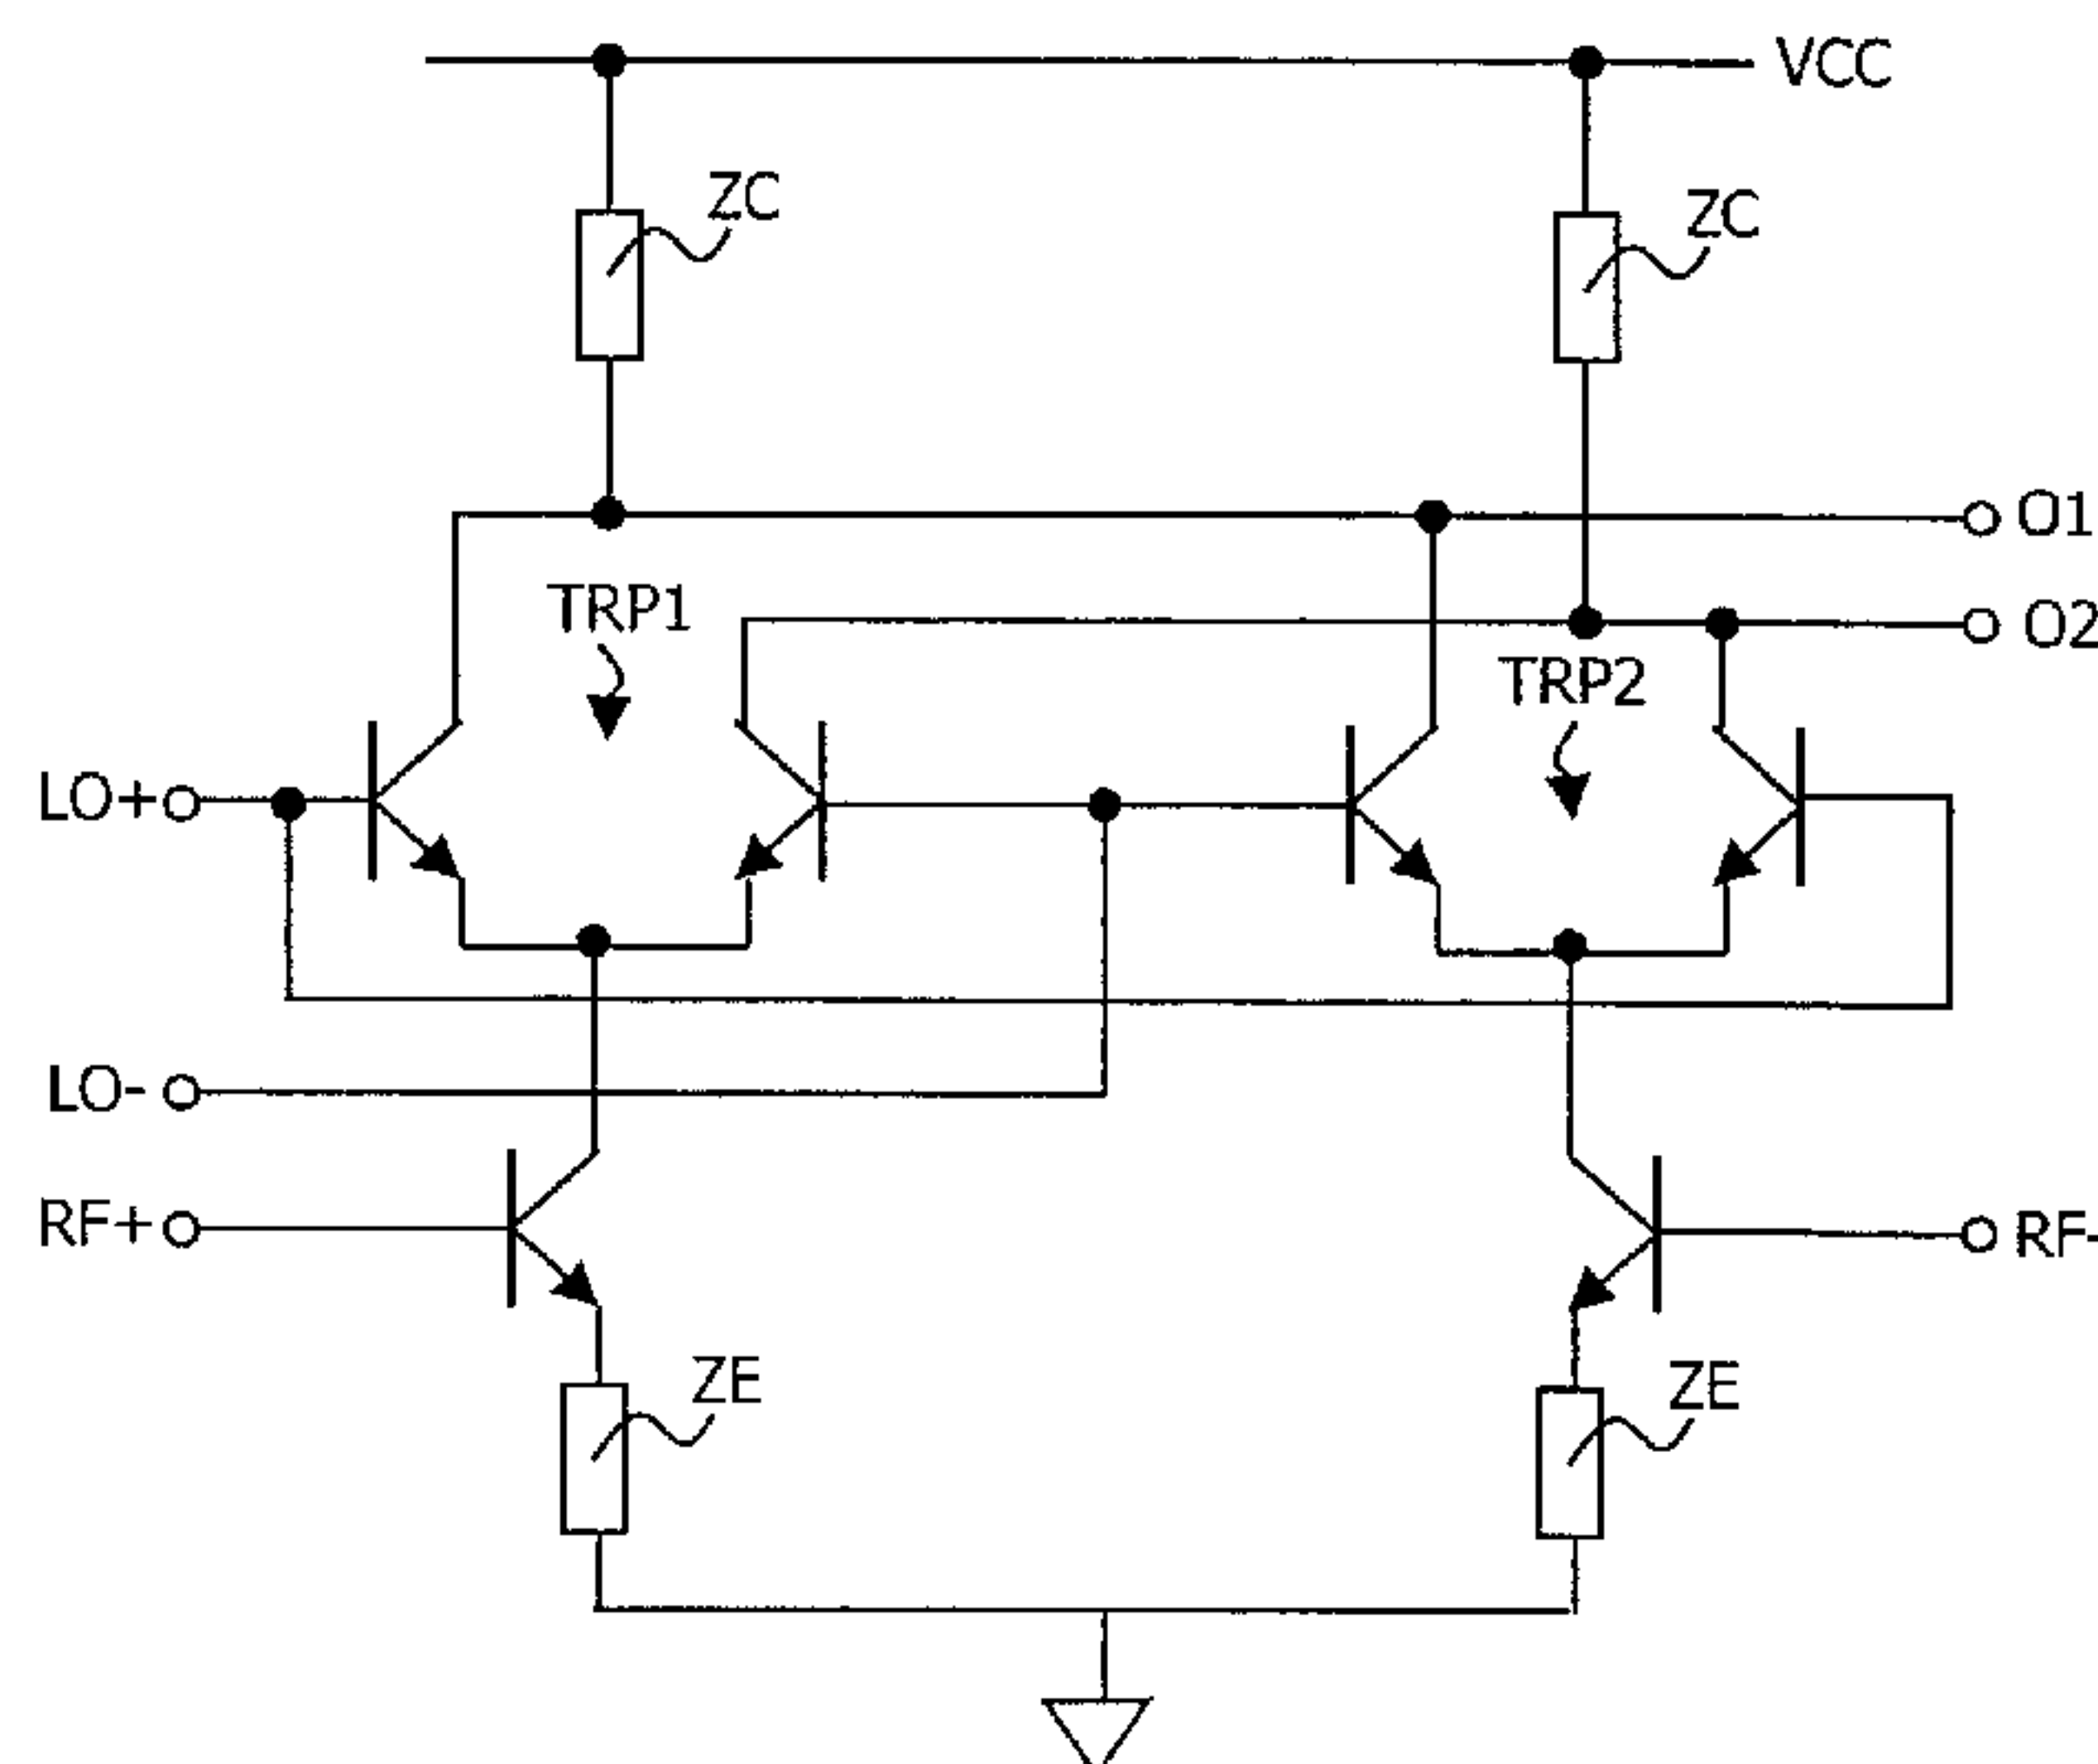 VCC
ZC
ZC
O1
TRP1
O2
TRP2
LO+
LO-
RF+
RF-
ZE
ZE